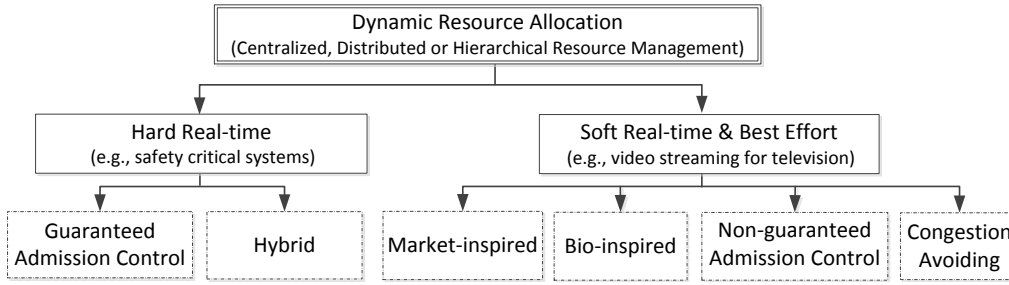 Dynamic Resource Allocation
(Centralized, Distributed or Hierarchical Resource Management)
Hard Real-time
(e.g., safety critical systems)
Soft Real-time & Best Effort
(e.g., video streaming for television)
Guaranteed
Admission Control
Hybrid
Market-inspired
Bio-inspired
Non-guaranteed
Admission Control
Congestion
Avoiding